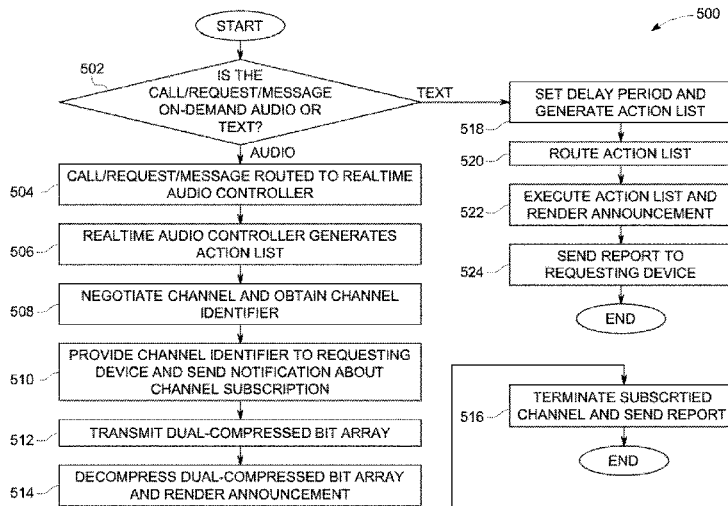 500
START
502
IS THE
CALL/REQUEST/MESSAGE
ON-DEMAND AUDIO OR
TEXT?
TEXT
AUDIO
504
CALL/REQUEST/MESSAGE ROUTED TO REALTIME
AUDIO CONTROLLER
506
REALTIME AUDIO CONTROLLER GENERATES
ACTION LIST
508
NEGOTIATE CHANNEL AND OBTAIN CHANNEL
IDENTIFIER
510
PROVIDE CHANNEL IDENTIFIER TO REQUESTING
DEVICE AND SEND NOTIFICATION ABOUT
CHANNEL SUBSCRIPTION
512
TRANSMIT DUAL-COMPRESSED BIT ARRAY
514
DECOMPRESS DUAL-COMPRESSED BIT ARRAY
AND RENDER ANNOUNCEMENT
SET DELAY PERIOD AND
GENERATE ACTION LIST
518
ROUTE ACTION LIST
520
EXECUTE ACTION LIST AND
RENDER ANNOUNCEMENT
522
SEND REPORT TO
REQUESTING DEVICE
524
END
TERMINATE SUBSCRTIED
CHANNEL AND SEND REPORT
516
END